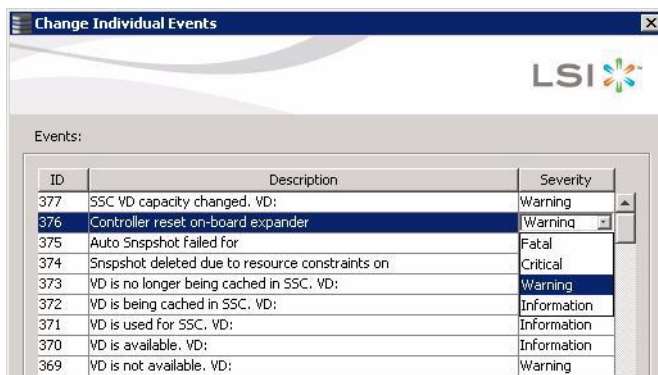 Change Individual Events
LSI
Events:
ID Description Severity
377 SSC VD capacity changed. VD: Warning
376 Controller reset on-board expander Warning
375 Auto Snspshot failed for Fatal
374 Snspshot deleted due to resource constraints on Critical
373 VD is no longer being cached in SSC. VD: Warning
372 VD is being cached in SSC. VD: Information
371 VD is used for SSC. VD: Information
370 VD is available. VD: Information
369 VD is not available. VD: Warning